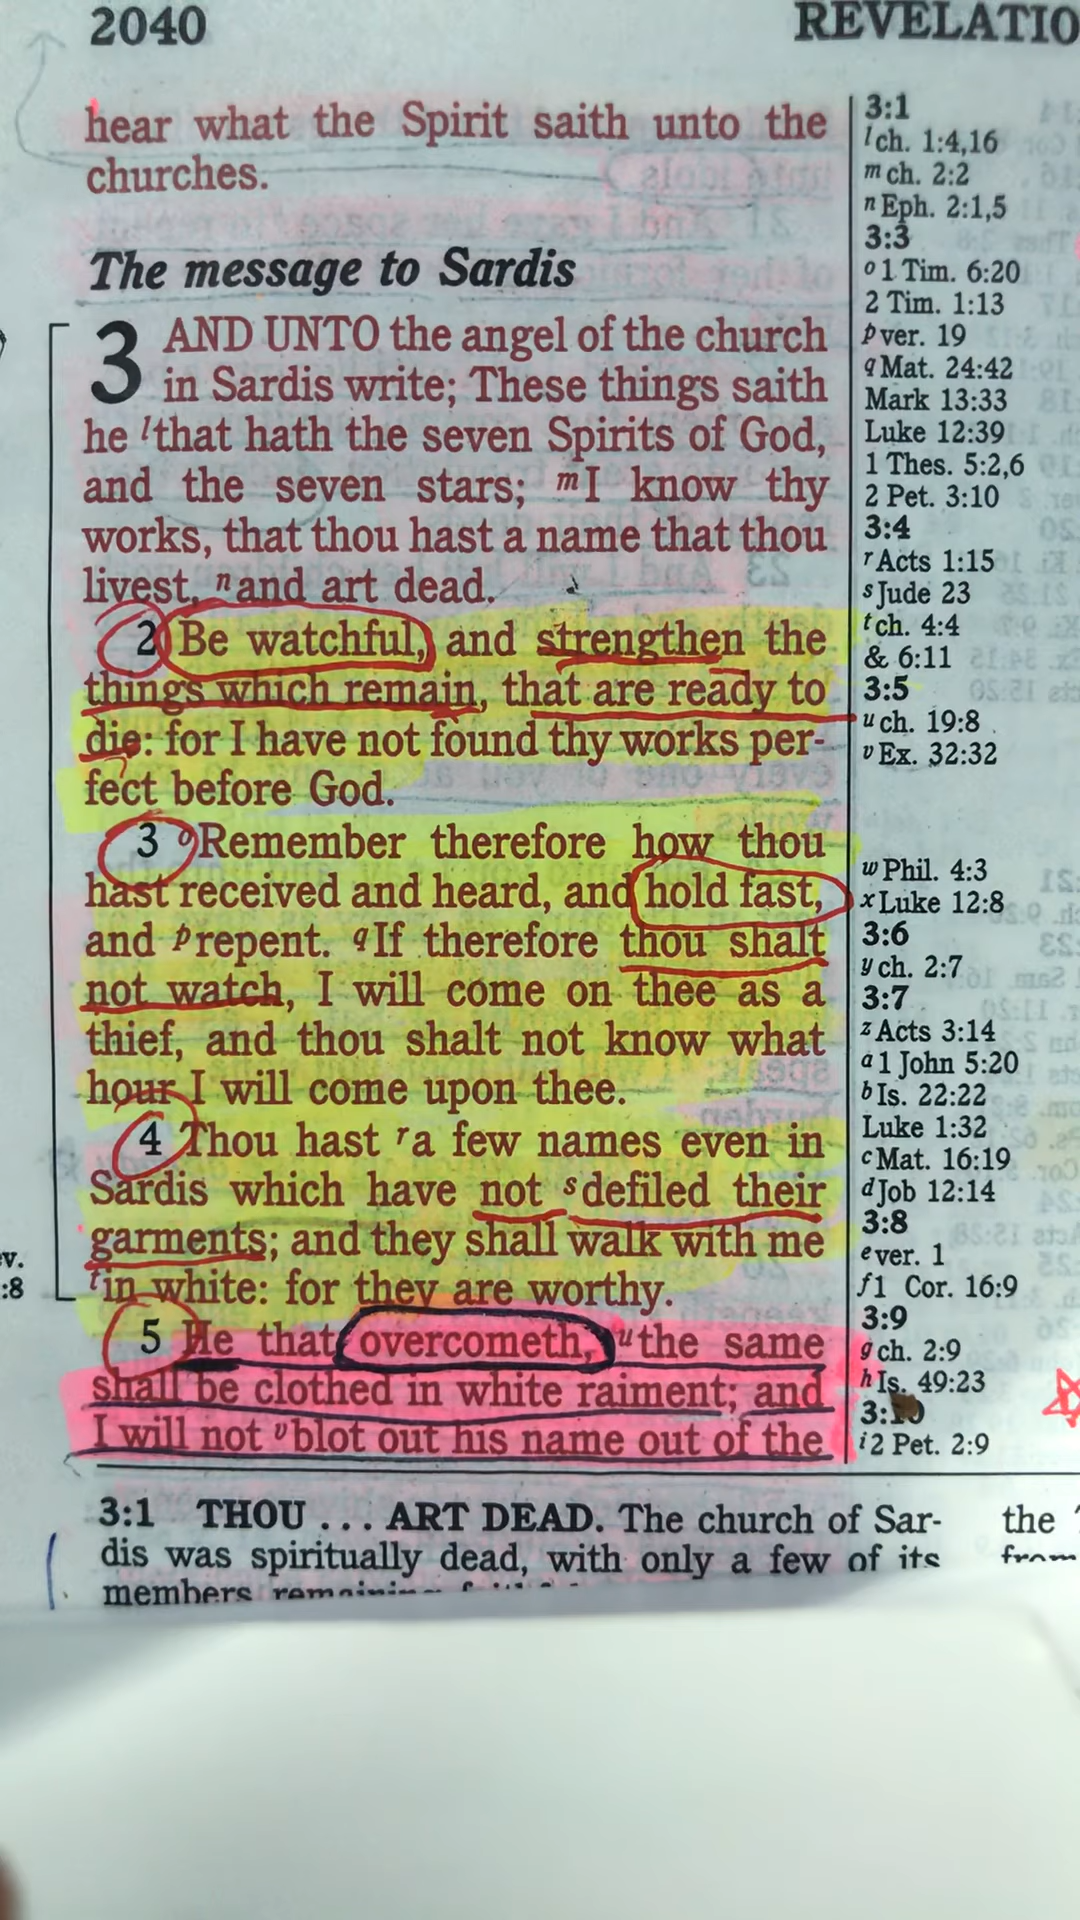 2040
REVELATIO
hear what the Spirit saith unto the
churches.
The message to Sardis
3 AND UNTO the angel of the church
in Sardis write; These things saith
he l that hath the seven Spirits of God,
and the seven stars; m I know thy
works, that thou hast a name that thou
livest, n and art dead.
2 Be watchful, and strengthen the
things which remain, that are ready to
die: for I have not found thy works per-
fect before God.
3 o Remember therefore how thou
hast received and heard, and hold fast,
and p repent. q If therefore thou shalt
not watch, I will come on thee as a
thief, and thou shalt not know what
hour I will come upon thee.
4 Thou hast r a few names even in
Sardis which have not s defiled their
garments; and they shall walk with me
t in white: for they are worthy.
5 He that overcometh, u the same
shall be clothed in white raiment; and
I will not v blot out his name out of the
3:1
l ch. 1:4,16
m ch. 2:2
n Eph. 2:1,5
3:3
o 1 Tim. 6:20
2 Tim. 1:13
p ver. 19
q Mat. 24:42
Mark 13:33
Luke 12:39
1 Thes. 5:2,6
2 Pet. 3:10
3:4
r Acts 1:15
s Jude 23
t ch. 4:4
& 6:11
3:5
u ch. 19:8
v Ex. 32:32
w Phil. 4:3
x Luke 12:8
3:6
y ch. 2:7
3:7
z Acts 3:14
a 1 John 5:20
b Is. 22:22
Luke 1:32
c Mat. 16:19
d Job 12:14
3:8
e ver. 1
f 1 Cor. 16:9
3:9
g ch. 2:9
h Is. 49:23
3:10
i 2 Pet. 2:9
v.
:8
3:1 THOU . . . ART DEAD. The church of Sar-
dis was spiritually dead, with only a few of its
members remaining
the
from